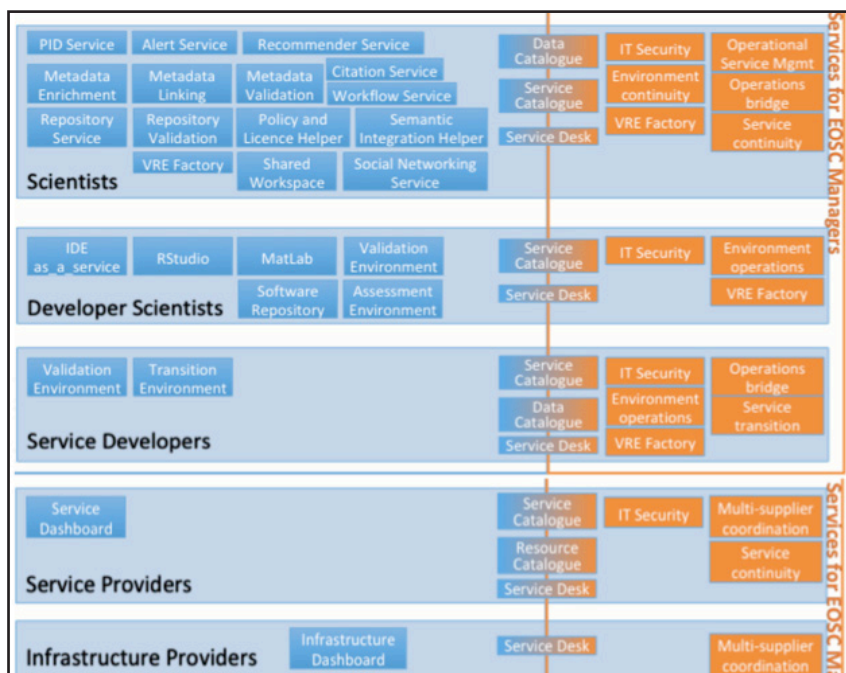 PID Service
Alert Service
Recommender Service
Metadata
Enrichment
Metadata
Linking
Metadata
Validation
Citation Service
Workflow Service
Repository
Service
Repository
Validation
Policy and
Licence Helper
Semantic
Integration Helper
VRE Factory
Shared
Workspace
Social Networking
Service
Scientists
Data
Catalogue
Service
Catalogue
Service Desk
IT Security
Environment
continuity
VRE Factory
Operational
Service Mgmt
Operations
bridge
Service
continuity
IDE
as_a_service
RStudio
MatLab
Validation
Environment
Software
Repository
Assessment
Environment
Developer Scientists
Service
Catalogue
Service Desk
IT Security
Environment
operations
VRE Factory
Validation
Environment
Transition
Environment
Service Developers
Service
Catalogue
Data
Catalogue
Service Desk
IT Security
Environment
operations
VRE Factory
Operations
bridge
Service
transition
Services for EOSC Managers
Service
Dashboard
Service Providers
Service
Catalogue
Resource
Catalogue
Service Desk
IT Security
Multi-supplier
coordination
Service
continuity
Infrastructure Providers
Infrastructure
Dashboard
Service Desk
Multi-supplier
coordination
Services for EOSC Ma